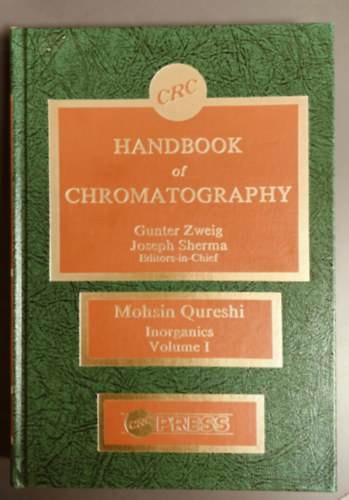 CRC
HANDBOOK
of
CHROMATOGRAPHY
Gunter Zweig
Joseph Sherma
Editors-in-Chief
Mohsin Qureshi
Inorganics
Volume I
CRC PRESS